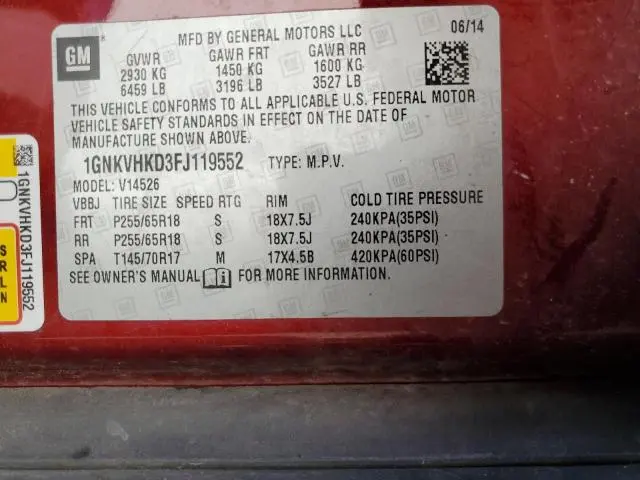 GM
MFD BY GENERAL MOTORS LLC 06/14
GVWR GAWR FRT GAWR RR
2930 KG 1450 KG 1600 KG
6459 LB 3196 LB 3527 LB
THIS VEHICLE CONFORMS TO ALL APPLICABLE U.S. FEDERAL MOTOR
VEHICLE SAFETY STANDARDS IN EFFECT ON THE DATE OF
MANUFACTURE SHOWN ABOVE.
1GNKVHKD3FJ119552 TYPE: M.P.V.
MODEL: V14526
VBBJ TIRE SIZE SPEED RTG RIM COLD TIRE PRESSURE
FRT P255/65R18 S 18X7.5J 240KPA(35PSI)
RR P255/65R18 S 18X7.5J 240KPA(35PSI)
SPA T145/70R17 M 17X4.5B 420KPA(60PSI)
SEE OWNER'S MANUAL FOR MORE INFORMATION.
1GNKVHKD3FJ119552
S
R
L
N